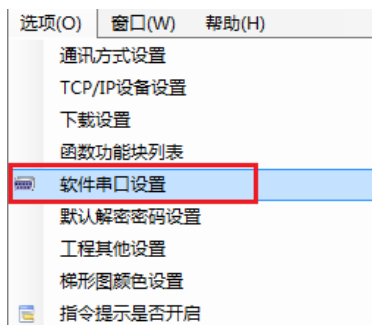 选项(O) 窗口(W) 帮助(H)
通讯方式设置
TCP/IP设备设置
下载设置
函数功能块列表
软件串口设置
默认解密密码设置
工程其他设置
梯形图颜色设置
指令提示是否开启